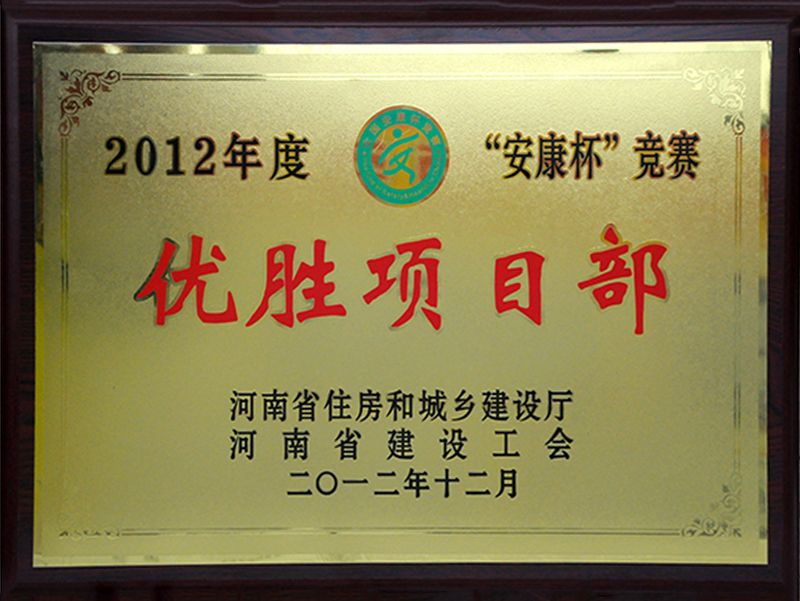 2012年度 “安康杯”竞赛
优胜项目部
河南省住房和城乡建设厅
河南省建设工会
二〇一二年十二月